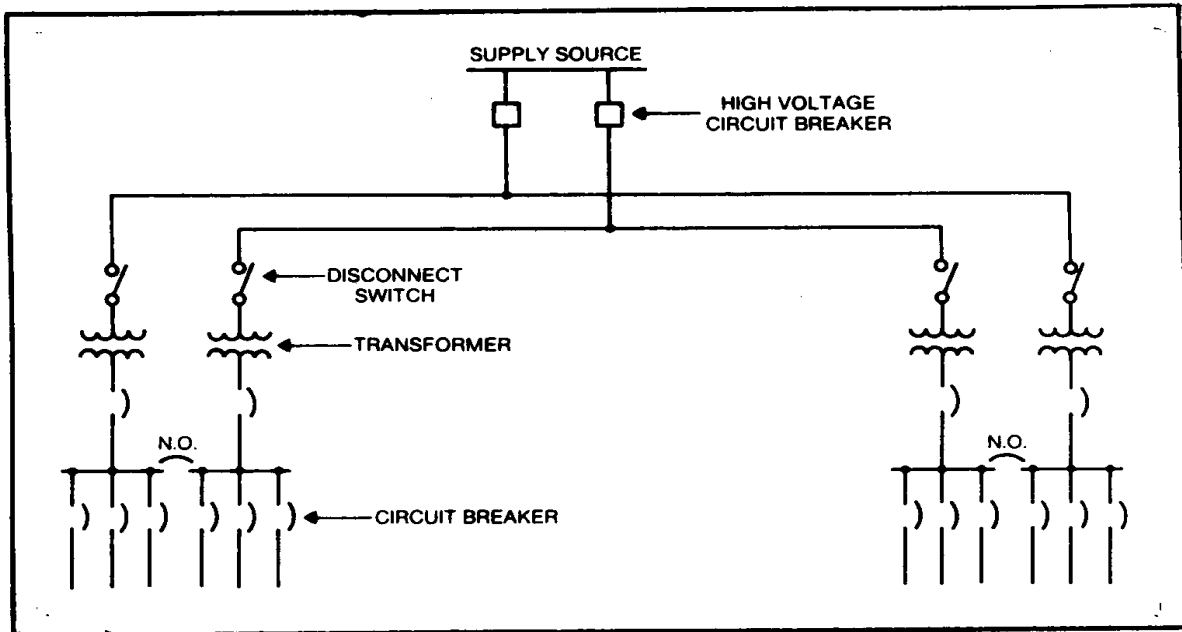 SUPPLY SOURCE
HIGH VOLTAGE
CIRCUIT BREAKER
DISCONNECT
SWITCH
TRANSFORMER
N.O.
N.O.
CIRCUIT BREAKER